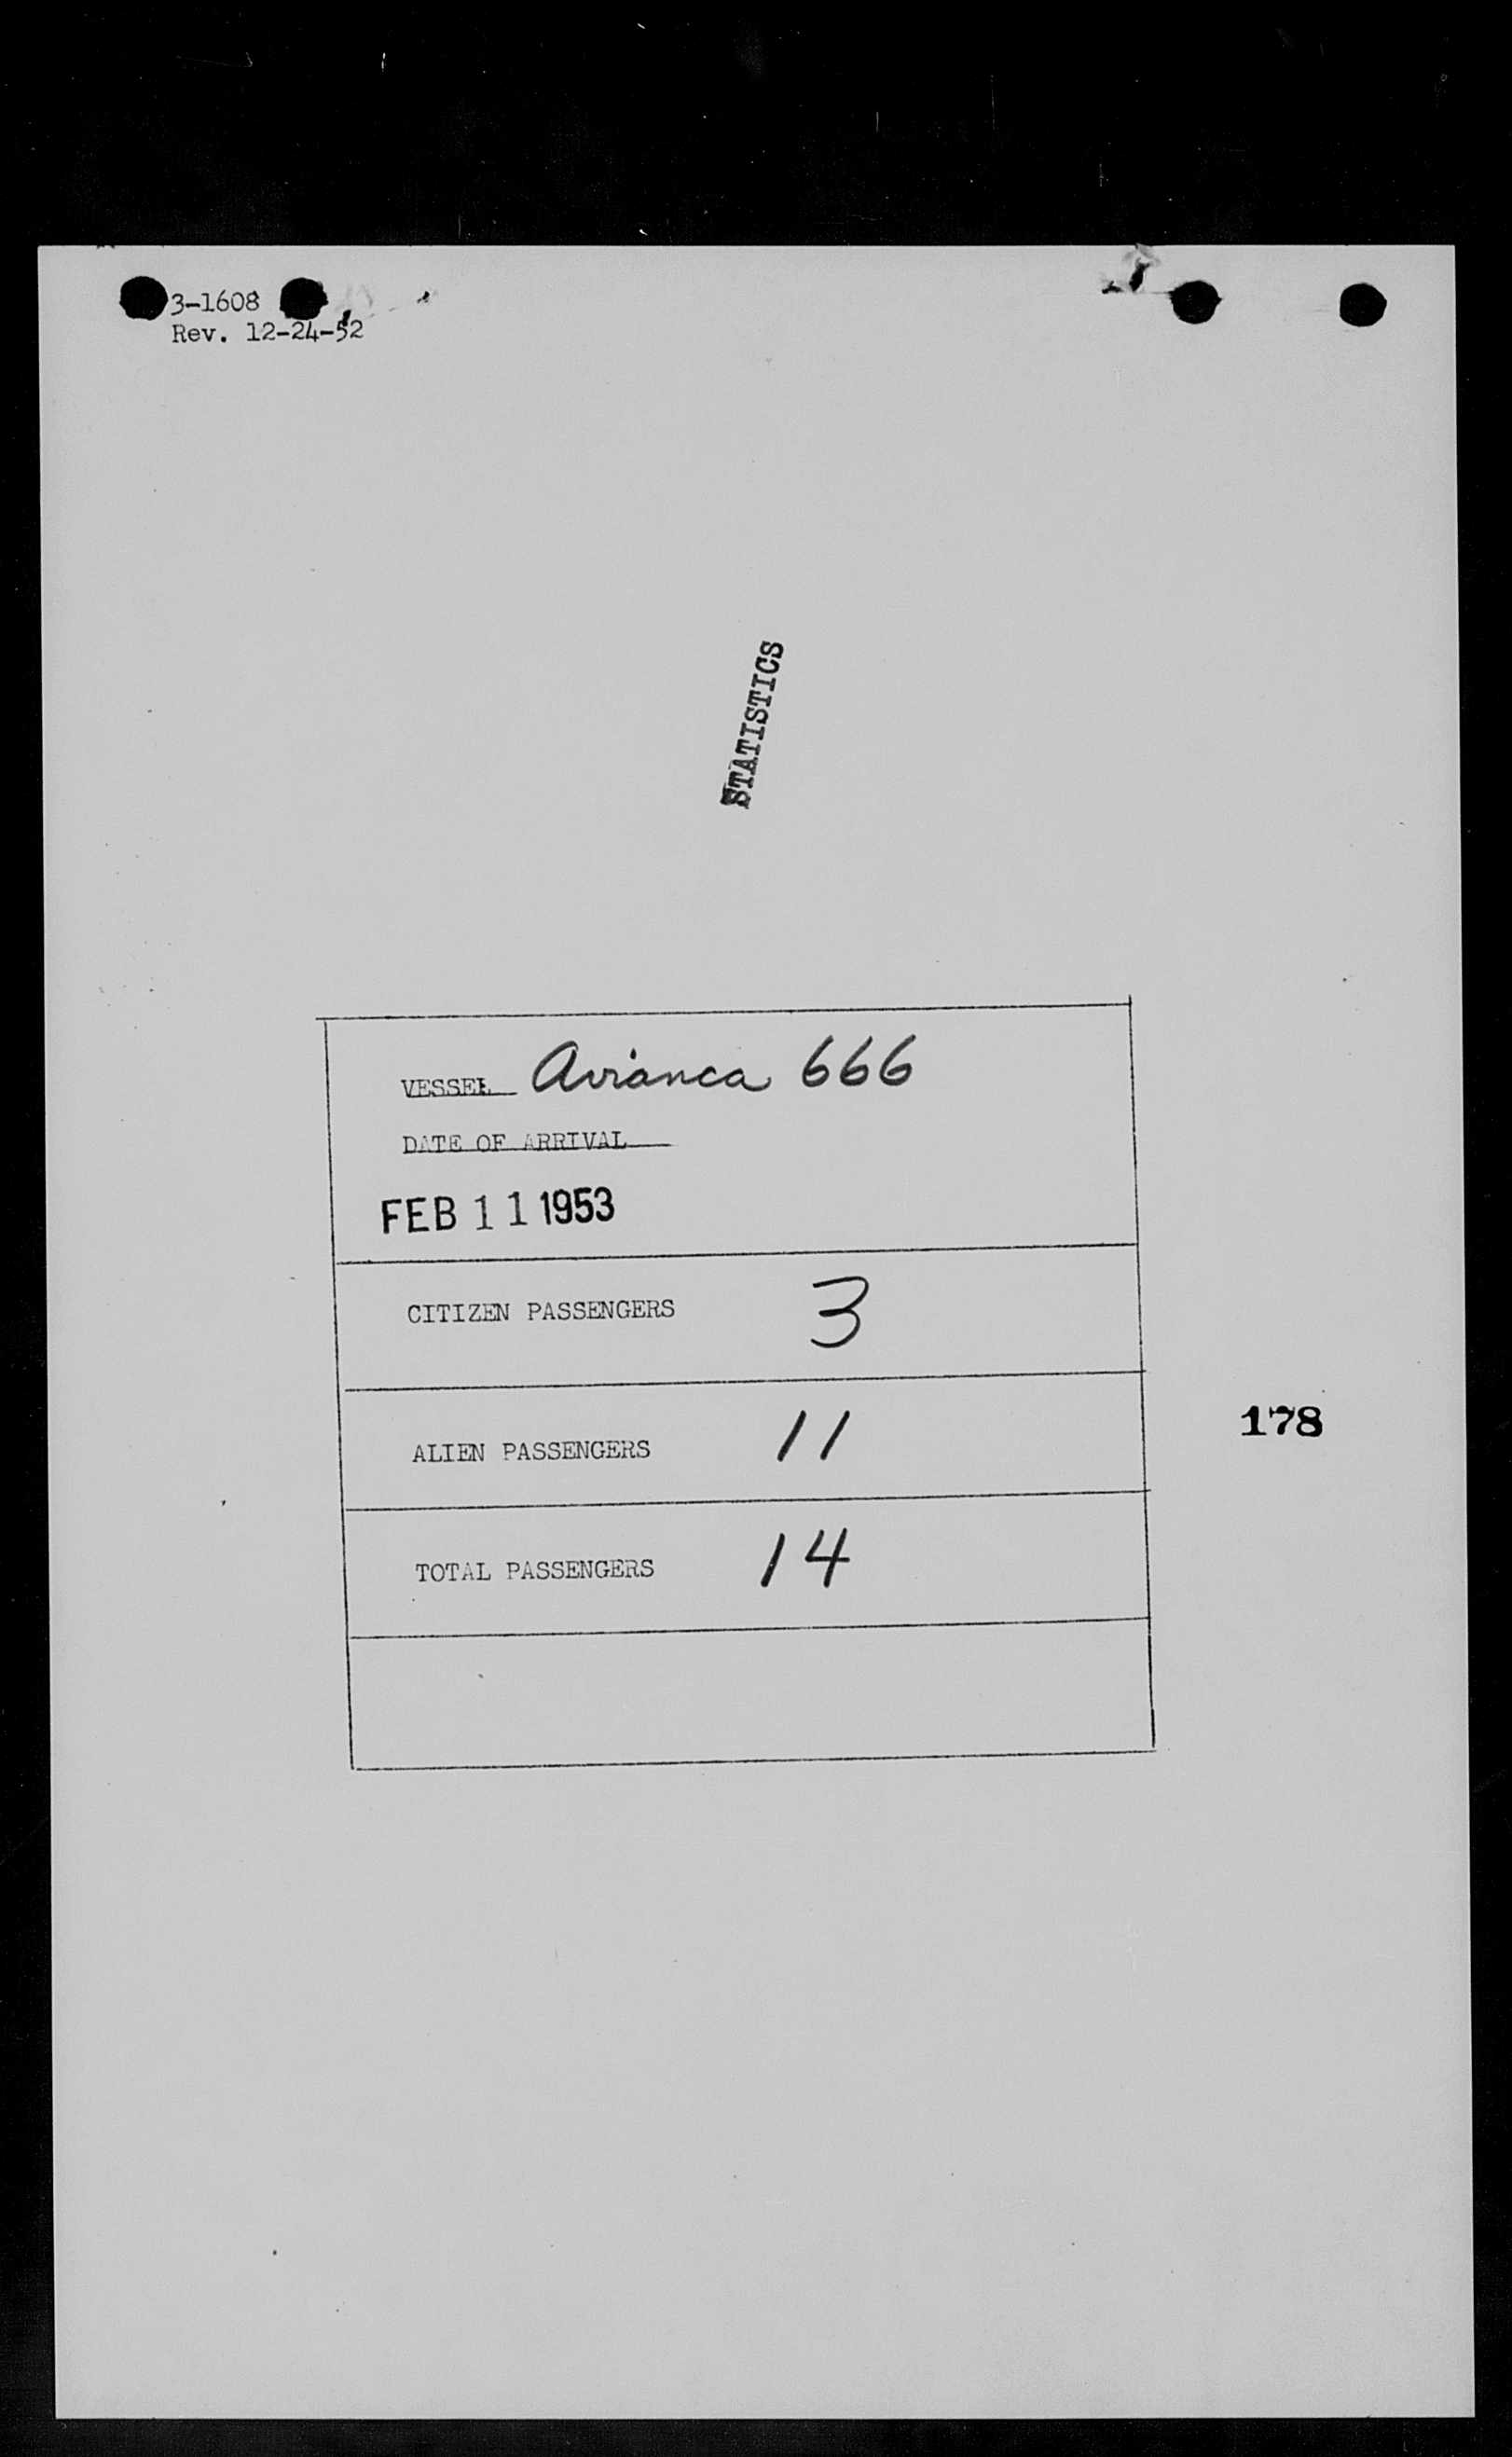 3-1608
Rev. 12-24-52
STATISTICS
VESSEL Avianca 666
DATE OF ARRIVAL
FEB 11 1953
CITIZEN PASSENGERS 3
ALIEN PASSENGERS 11
178
TOTAL PASSENGERS 14